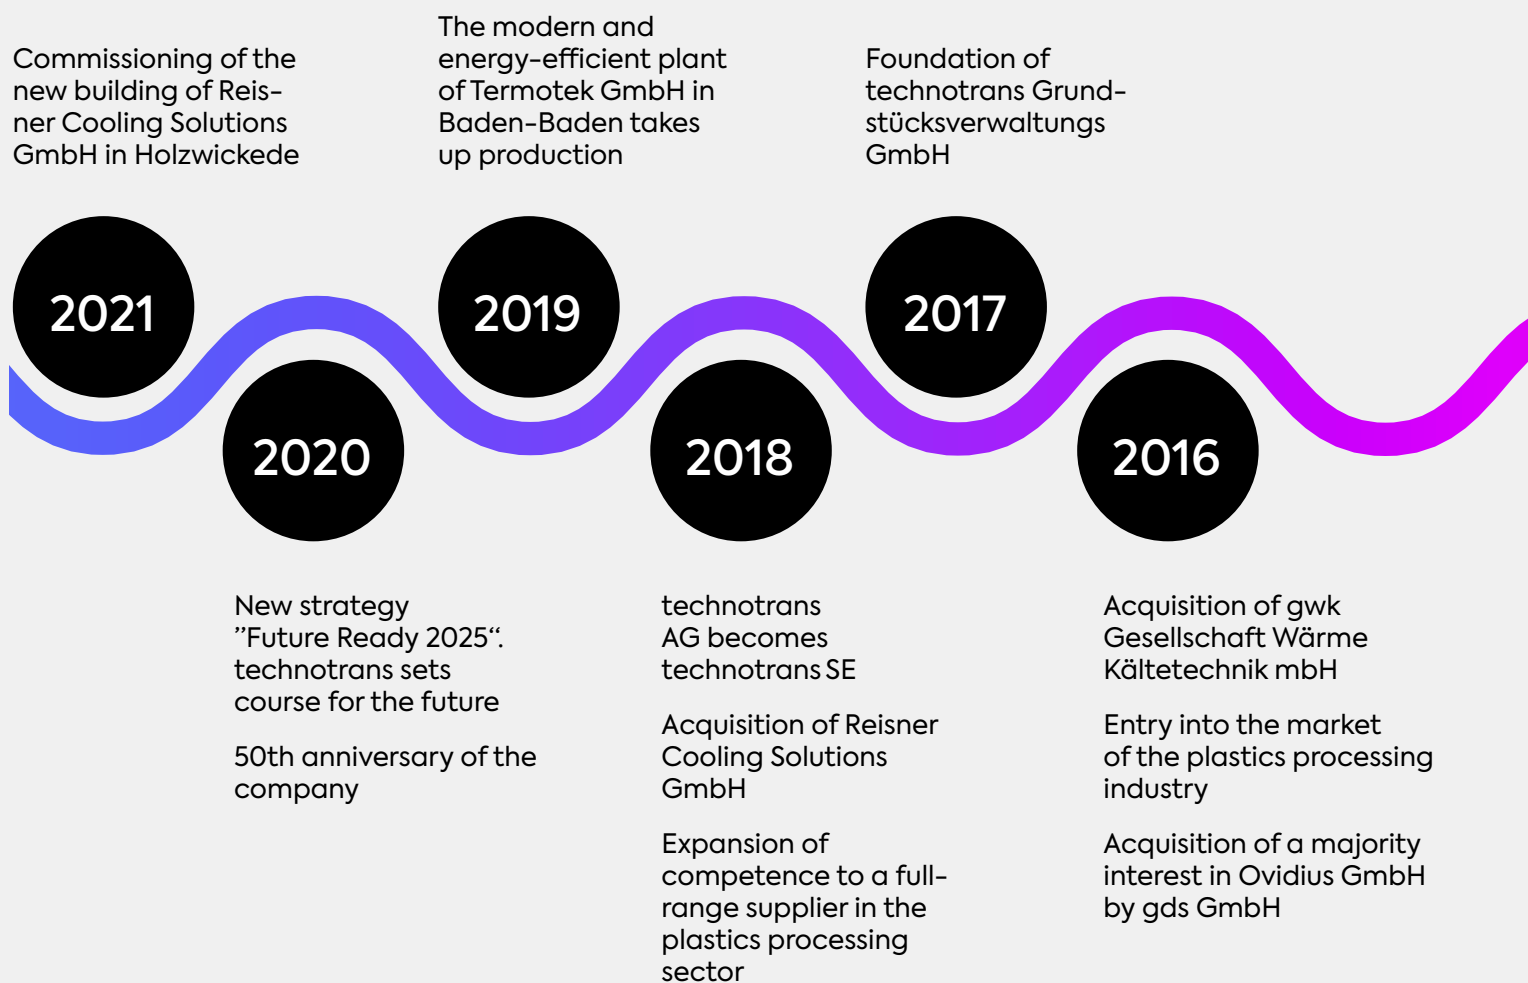 Commissioning of the
new building of Reis-
ner Cooling Solutions
GmbH in Holzwickede
2021
New strategy
”Future Ready 2025“.
technotrans sets
course for the future
50th anniversary of the
company
2020
The modern and
energy-efficient plant
of Termotek GmbH in
Baden-Baden takes
up production
2019
technotrans
AG becomes
technotrans SE
Acquisition of Reisner
Cooling Solutions
GmbH
Expansion of
competence to a full-
range supplier in the
plastics processing
sector
2018
Foundation of
technotrans Grund-
stücksverwaltungs
GmbH
2017
2016
Acquisition of gwk
Gesellschaft Wärme
Kältetechnik mbH
Entry into the market
of the plastics processing
industry
Acquisition of a majority
interest in Ovidius GmbH
by gds GmbH